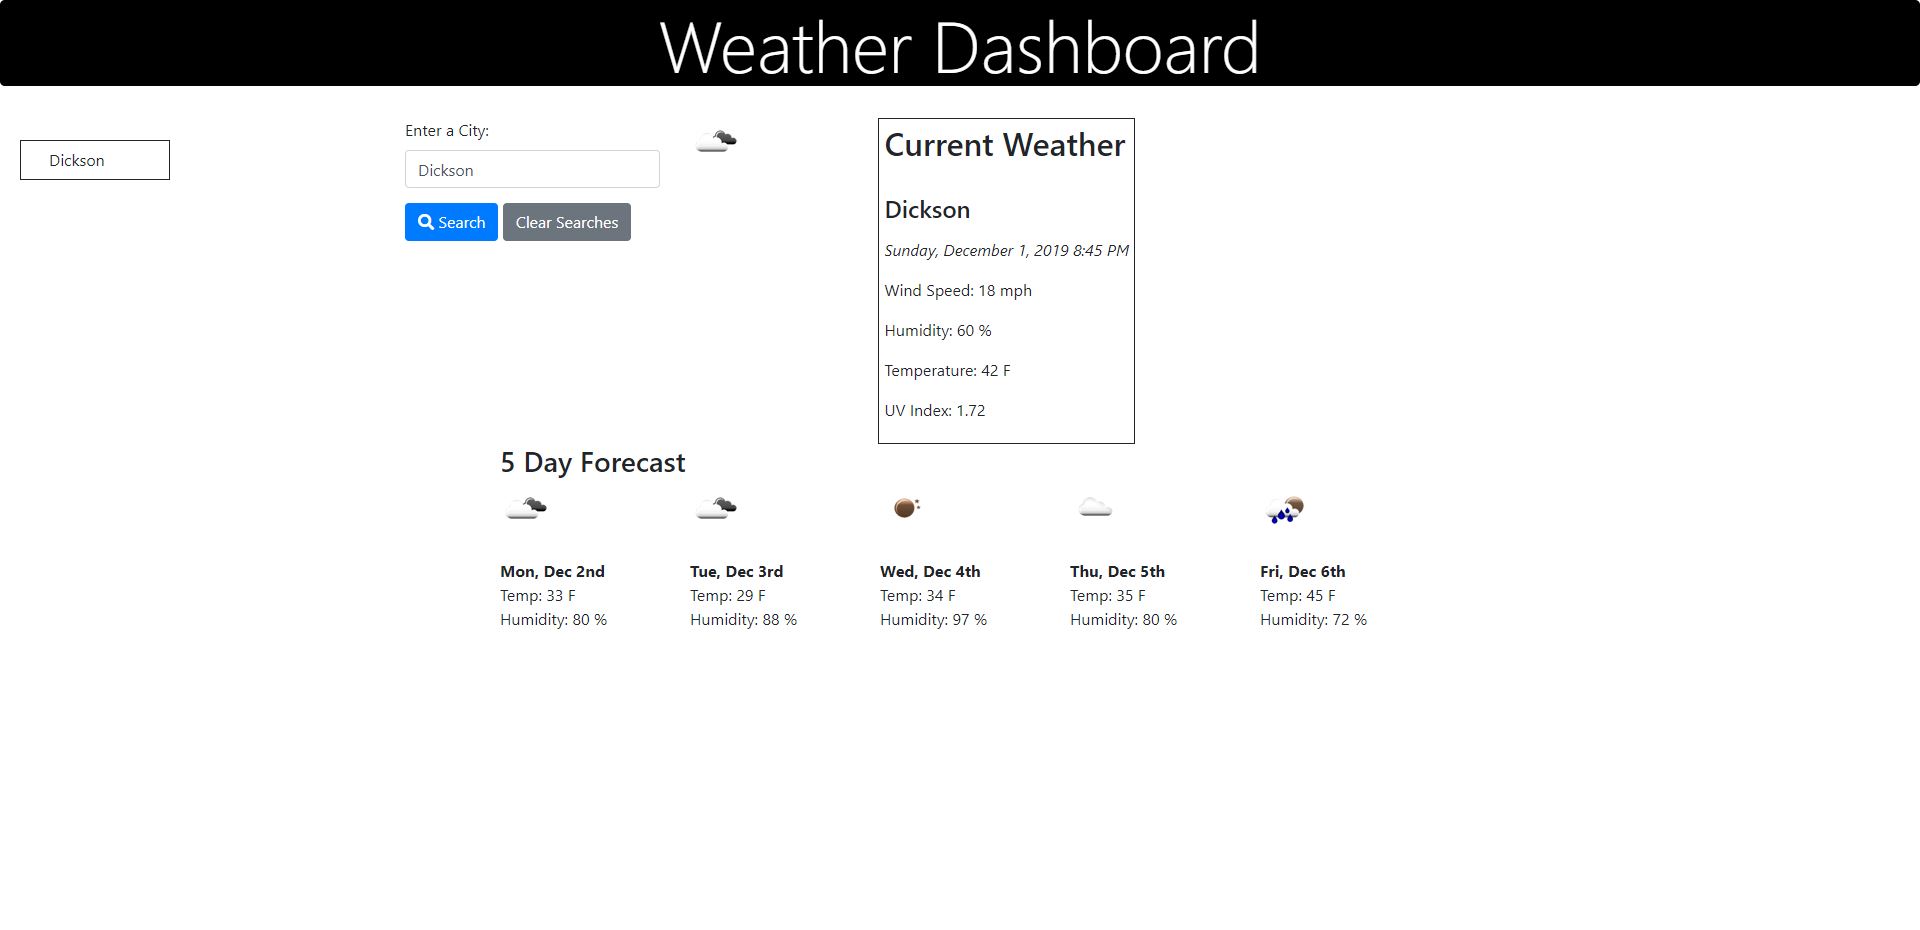 Weather Dashboard
Dickson
Enter a City:
Dickson
Search
Clear Searches
Current Weather
Dickson
Sunday, December 1, 2019 8:45 PM
Wind Speed: 18 mph
Humidity: 60 %
Temperature: 42 F
UV Index: 1.72
5 Day Forecast
Mon, Dec 2nd
Temp: 33 F
Humidity: 80 %
Tue, Dec 3rd
Temp: 29 F
Humidity: 88 %
Wed, Dec 4th
Temp: 34 F
Humidity: 97 %
Thu, Dec 5th
Temp: 35 F
Humidity: 80 %
Fri, Dec 6th
Temp: 45 F
Humidity: 72 %